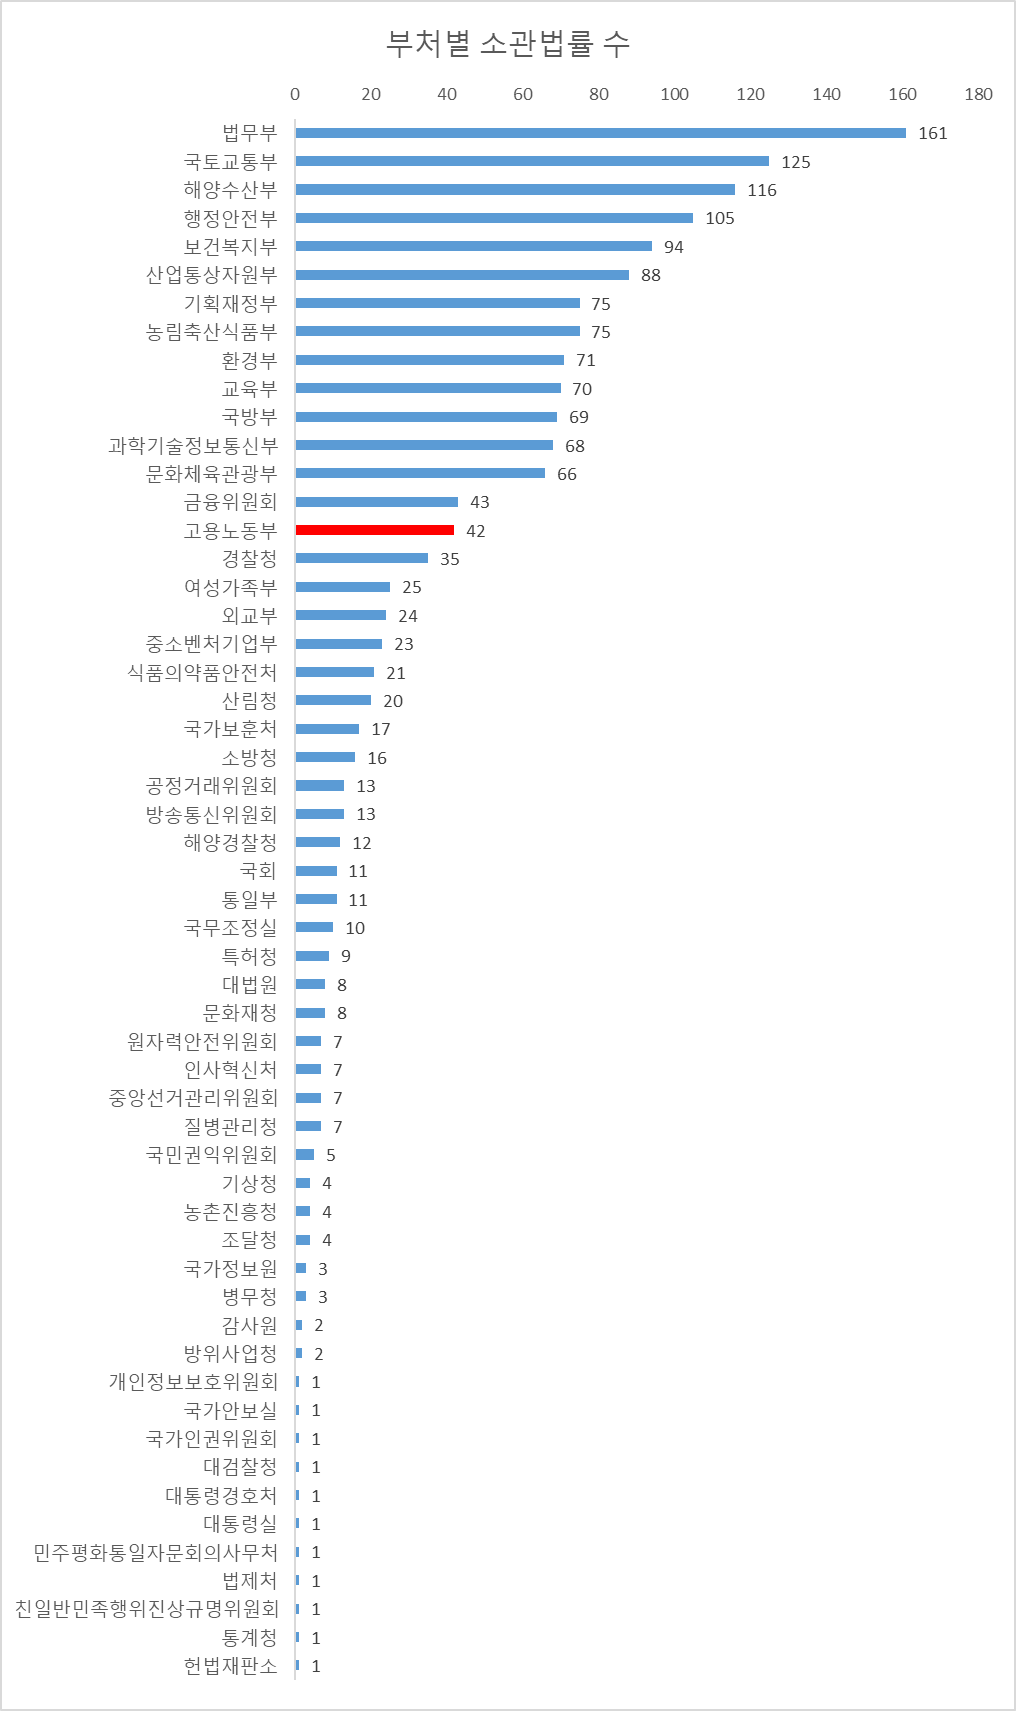 부처별 소관법률 수
0 20 40 60 80 100 120 140 160 180
법무부 161
국토교통부 125
해양수산부 116
행정안전부 105
보건복지부 94
산업통상자원부 88
기획재정부 75
농림축산식품부 75
환경부 71
교육부 70
국방부 69
과학기술정보통신부 68
문화체육관광부 66
금융위원회 43
고용노동부 42
경찰청 35
여성가족부 25
외교부 24
중소벤처기업부 23
식품의약품안전처 21
산림청 20
국가보훈처 17
소방청 16
공정거래위원회 13
방송통신위원회 13
해양경찰청 12
국회 11
통일부 11
국무조정실 10
특허청 9
대법원 8
문화재청 8
원자력안전위원회 7
인사혁신처 7
중앙선거관리위원회 7
질병관리청 7
국민권익위원회 5
기상청 4
농촌진흥청 4
조달청 4
국가정보원 3
병무청 3
감사원 2
방위사업청 2
개인정보보호위원회 1
국가안보실 1
국가인권위원회 1
대검찰청 1
대통령경호처 1
대통령실 1
민주평화통일자문회의사무처 1
법제처 1
친일반민족행위진상규명위원회 1
통계청 1
헌법재판소 1